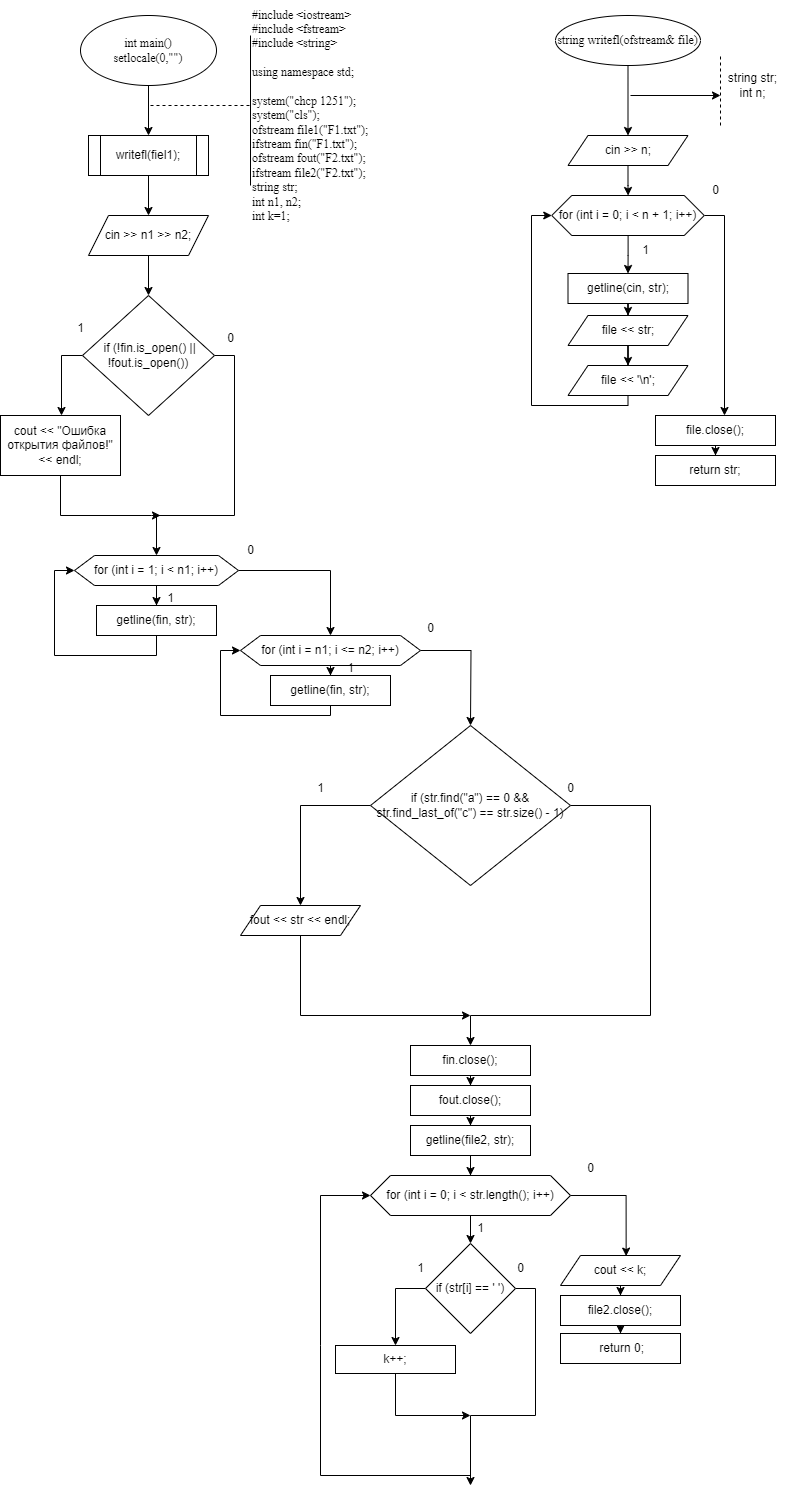 int main()
setlocale(0,"")
#include <iostream>
#include <fstream>
#include <string>
using namespace std;
system("chcp 1251");
system("cls");
ofstream file1("F1.txt");
ifstream fin("F1.txt");
ofstream fout("F2.txt");
ifstream file2("F2.txt");
string str;
int n1, n2;
int k=1;
writefl(fiel1);
cin >> n1 >> n2;
1
0
if (!fin.is_open() ||
!fout.is_open())
cout << "Ошибка
открытия файлов!"
<< endl;
0
for (int i = 1; i < n1; i++)
1
getline(fin, str);
0
for (int i = n1; i <= n2; i++)
1
getline(fin, str);
1
0
if (str.find("a") == 0 &&
str.find_last_of("c") == str.size() - 1)
fout << str << endl;
fin.close();
fout.close();
getline(file2, str);
0
for (int i = 0; i < str.length(); i++)
1
1
0
if (str[i] == ' ')
k++;
cout << k;
file2.close();
return 0;
string writefl(ofstream& file)
string str;
int n;
cin >> n;
0
for (int i = 0; i < n + 1; i++)
1
getline(cin, str);
file << str;
file << '\n';
file.close();
return str;